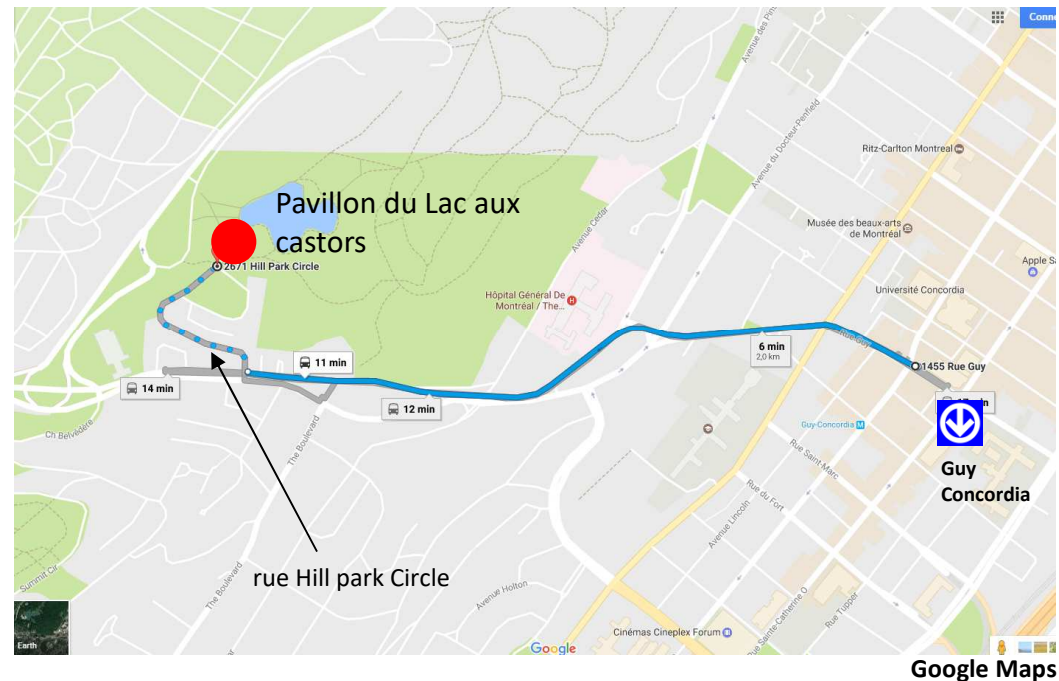 Conne
Avenue des Pins
Avenue du Docteur-Penfield
Ritz-Carlton Montreal
Pavillon du Lac aux
castors
Avenue Cedar
Musée des beaux-arts
de Montréal
Apple
2671 Hill Park Circle
Hôpital Général De
Montréal / The...
Université Concordia
Rue Guy
6 min
2,0 km
11 min
1455 Rue Guy
14 min
12 min
Ch Belvédère
The Boulevard
Guy-Concordia M
Guy
Concordia
Rue Saint-Marc
Rue du Fort
Avenue Lincoln
rue Hill park Circle
Summit Cir
The Boulevard
Avenue Holton
Rue Sainte-Catherine O
Rue Tupper
Cinémas Cineplex Forum
Earth
Google
Google Maps